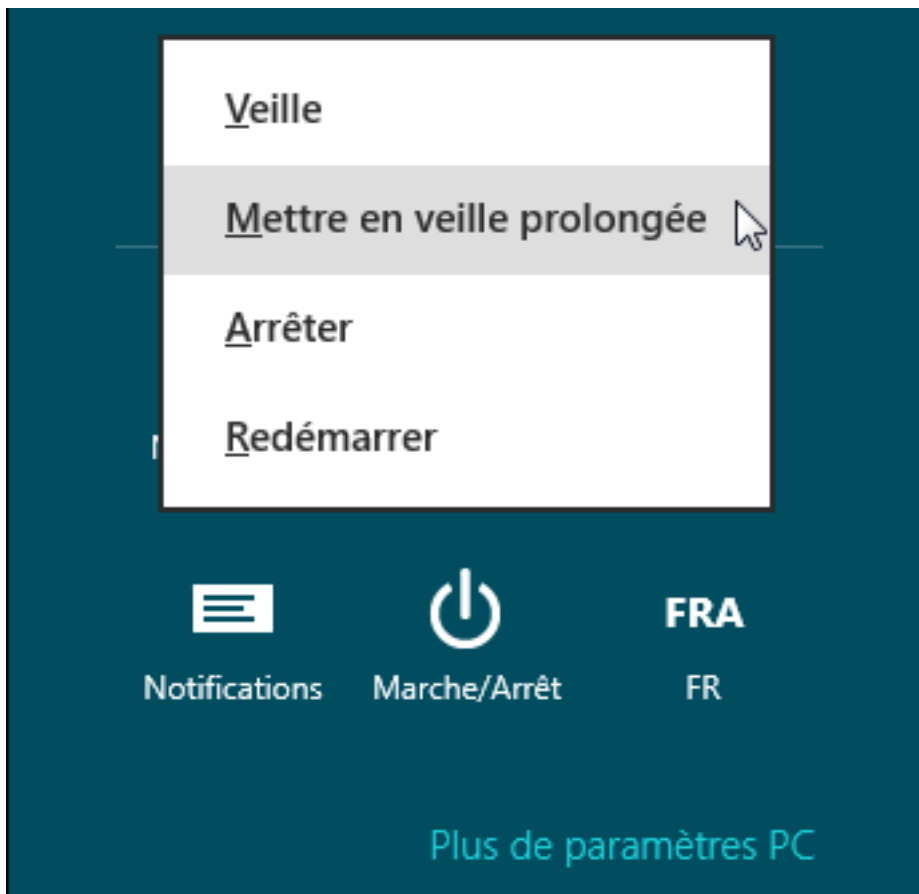 Veille
Mettre en veille prolongée
Arrêter
Redémarrer
FRA
Notifications Marche/Arrêt FR
Plus de paramètres PC